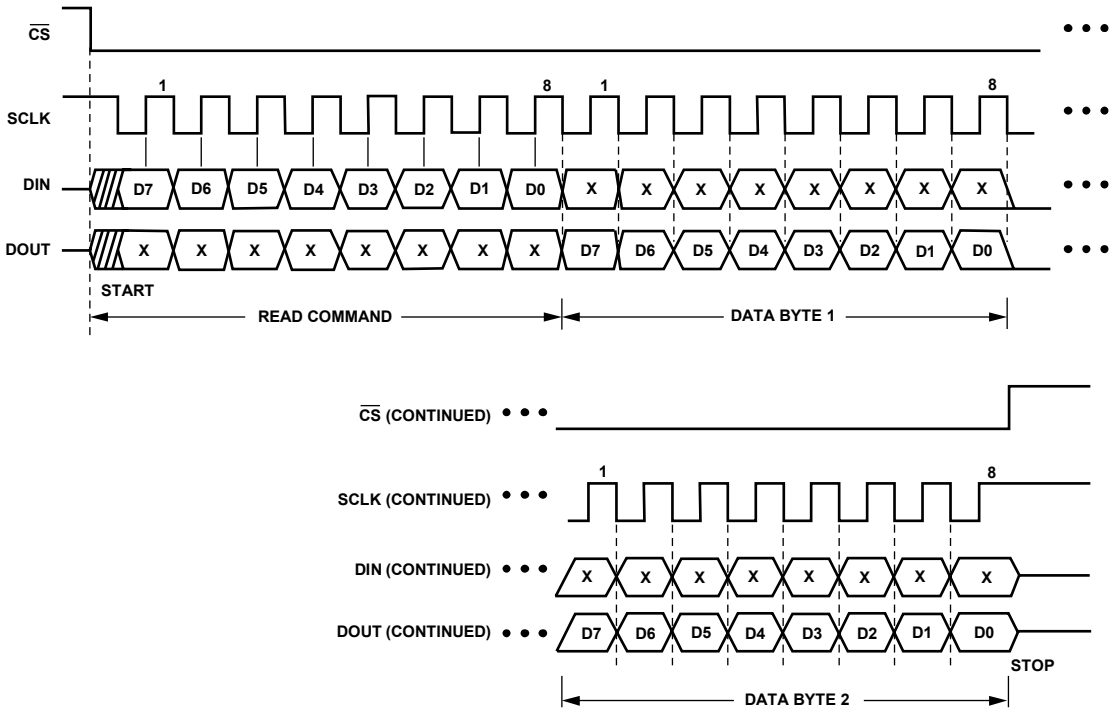 CS
1 8 1 8
SCLK
DIN D7 D6 D5 D4 D3 D2 D1 D0 X X X X X X X X
DOUT X X X X X X X X D7 D6 D5 D4 D3 D2 D1 D0
START
READ COMMAND DATA BYTE 1
CS (CONTINUED)
1 8
SCLK (CONTINUED)
DIN (CONTINUED) X X X X X X X X
DOUT (CONTINUED) D7 D6 D5 D4 D3 D2 D1 D0
STOP
DATA BYTE 2